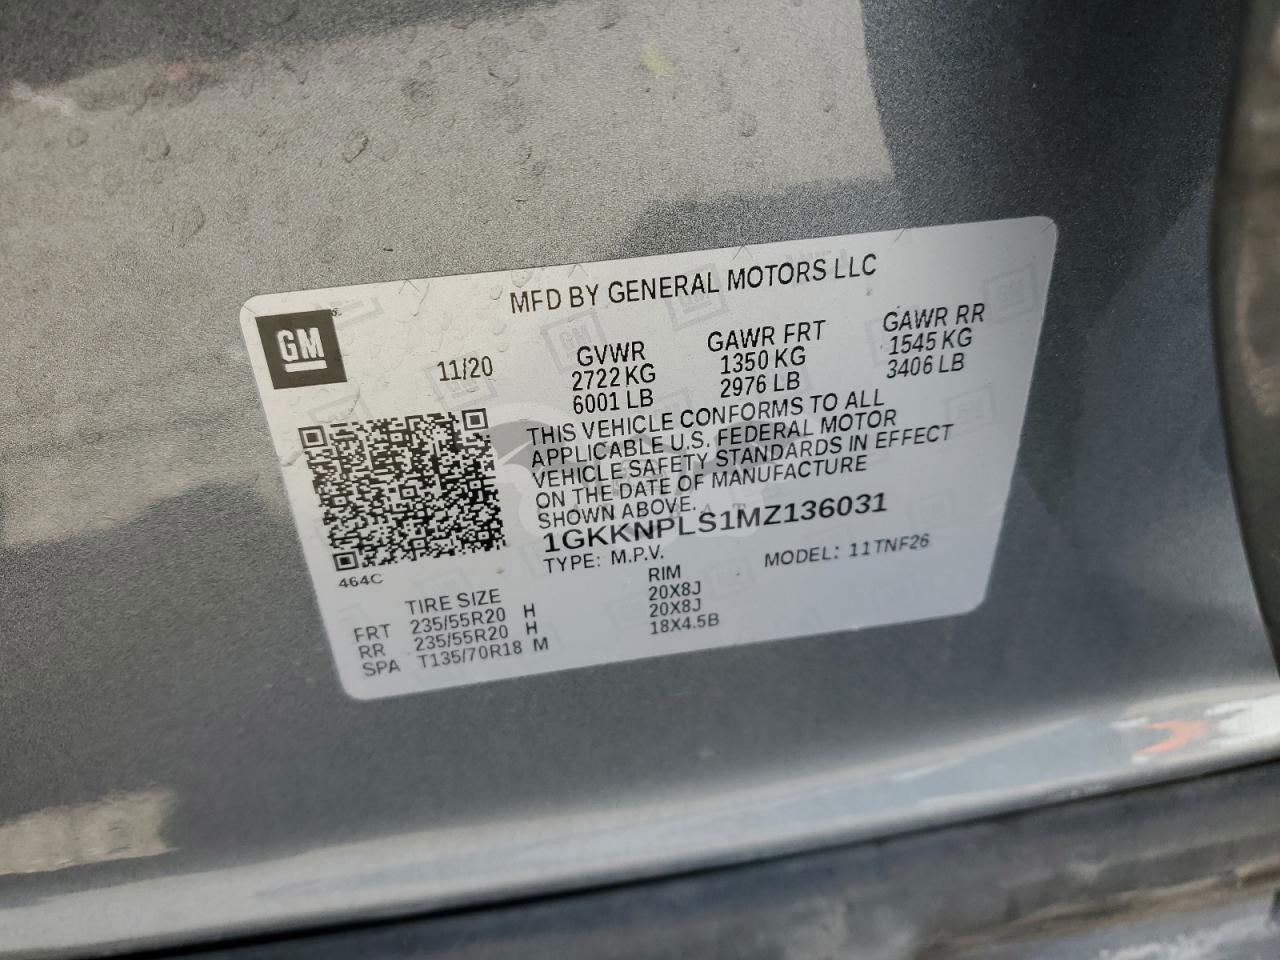 MFD BY GENERAL MOTORS LLC
GM
11/20
GVWR
2722 KG
6001 LB
GAWR FRT
1350 KG
2976 LB
GAWR RR
1545 KG
3406 LB
THIS VEHICLE CONFORMS TO ALL
APPLICABLE U.S. FEDERAL MOTOR
VEHICLE SAFETY STANDARDS IN EFFECT
ON THE DATE OF MANUFACTURE
SHOWN ABOVE.
1GKKNPLS1MZ136031
TYPE: M.P.V. MODEL: 11TNF26
464C
TIRE SIZE RIM
FRT 235/55R20 H 20X8J
RR 235/55R20 H 20X8J
SPA T135/70R18 M 18X4.5B